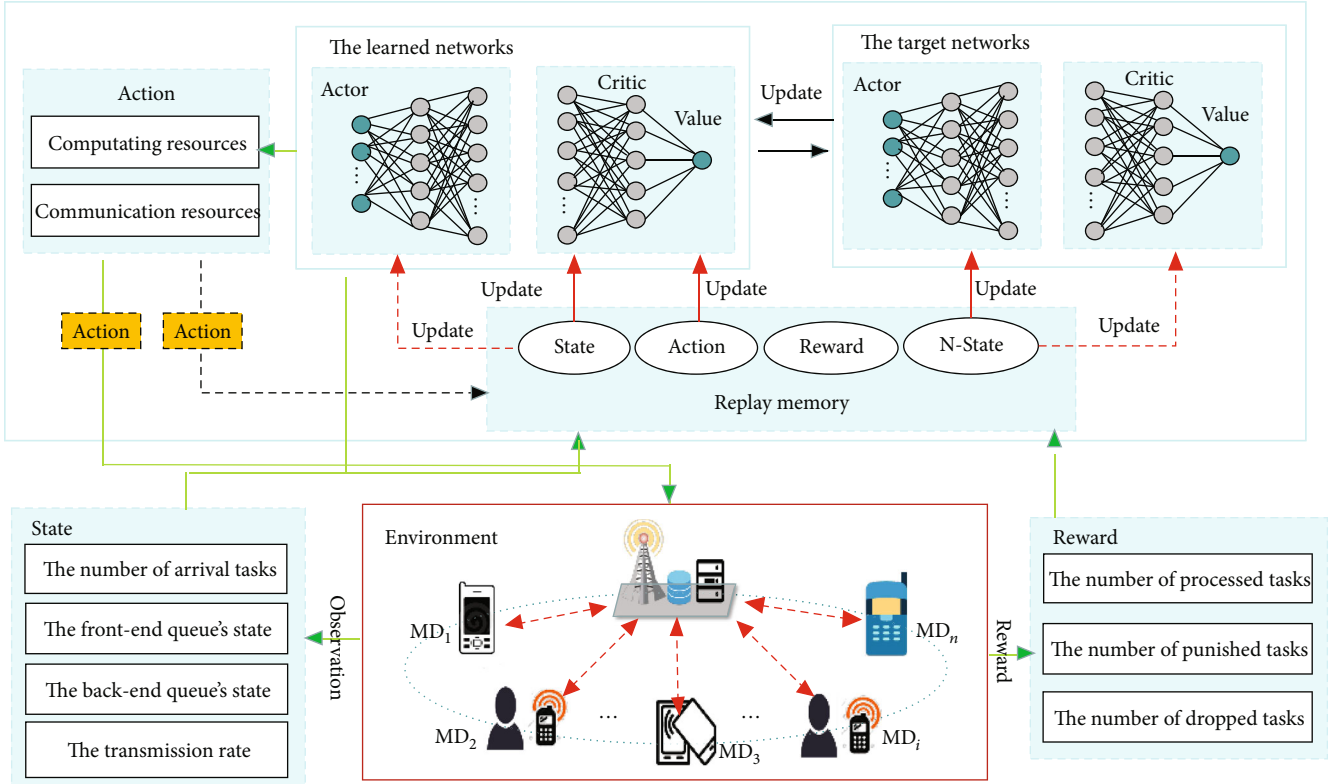 The learned networks
The target networks
Action
Computating resources
Communication resources
Actor
Critic
Value
Update
Actor
Critic
Value
Action
Action
Update
Update
Update
Update
Update
State
Action
Reward
N-State
Replay memory
State
The number of arrival tasks
The front-end queue's state
The back-end queue's state
The transmission rate
Observation
Environment
MD1
MDn
MD2
...
MD3
...
MDi
Reward
Reward
The number of processed tasks
The number of punished tasks
The number of dropped tasks